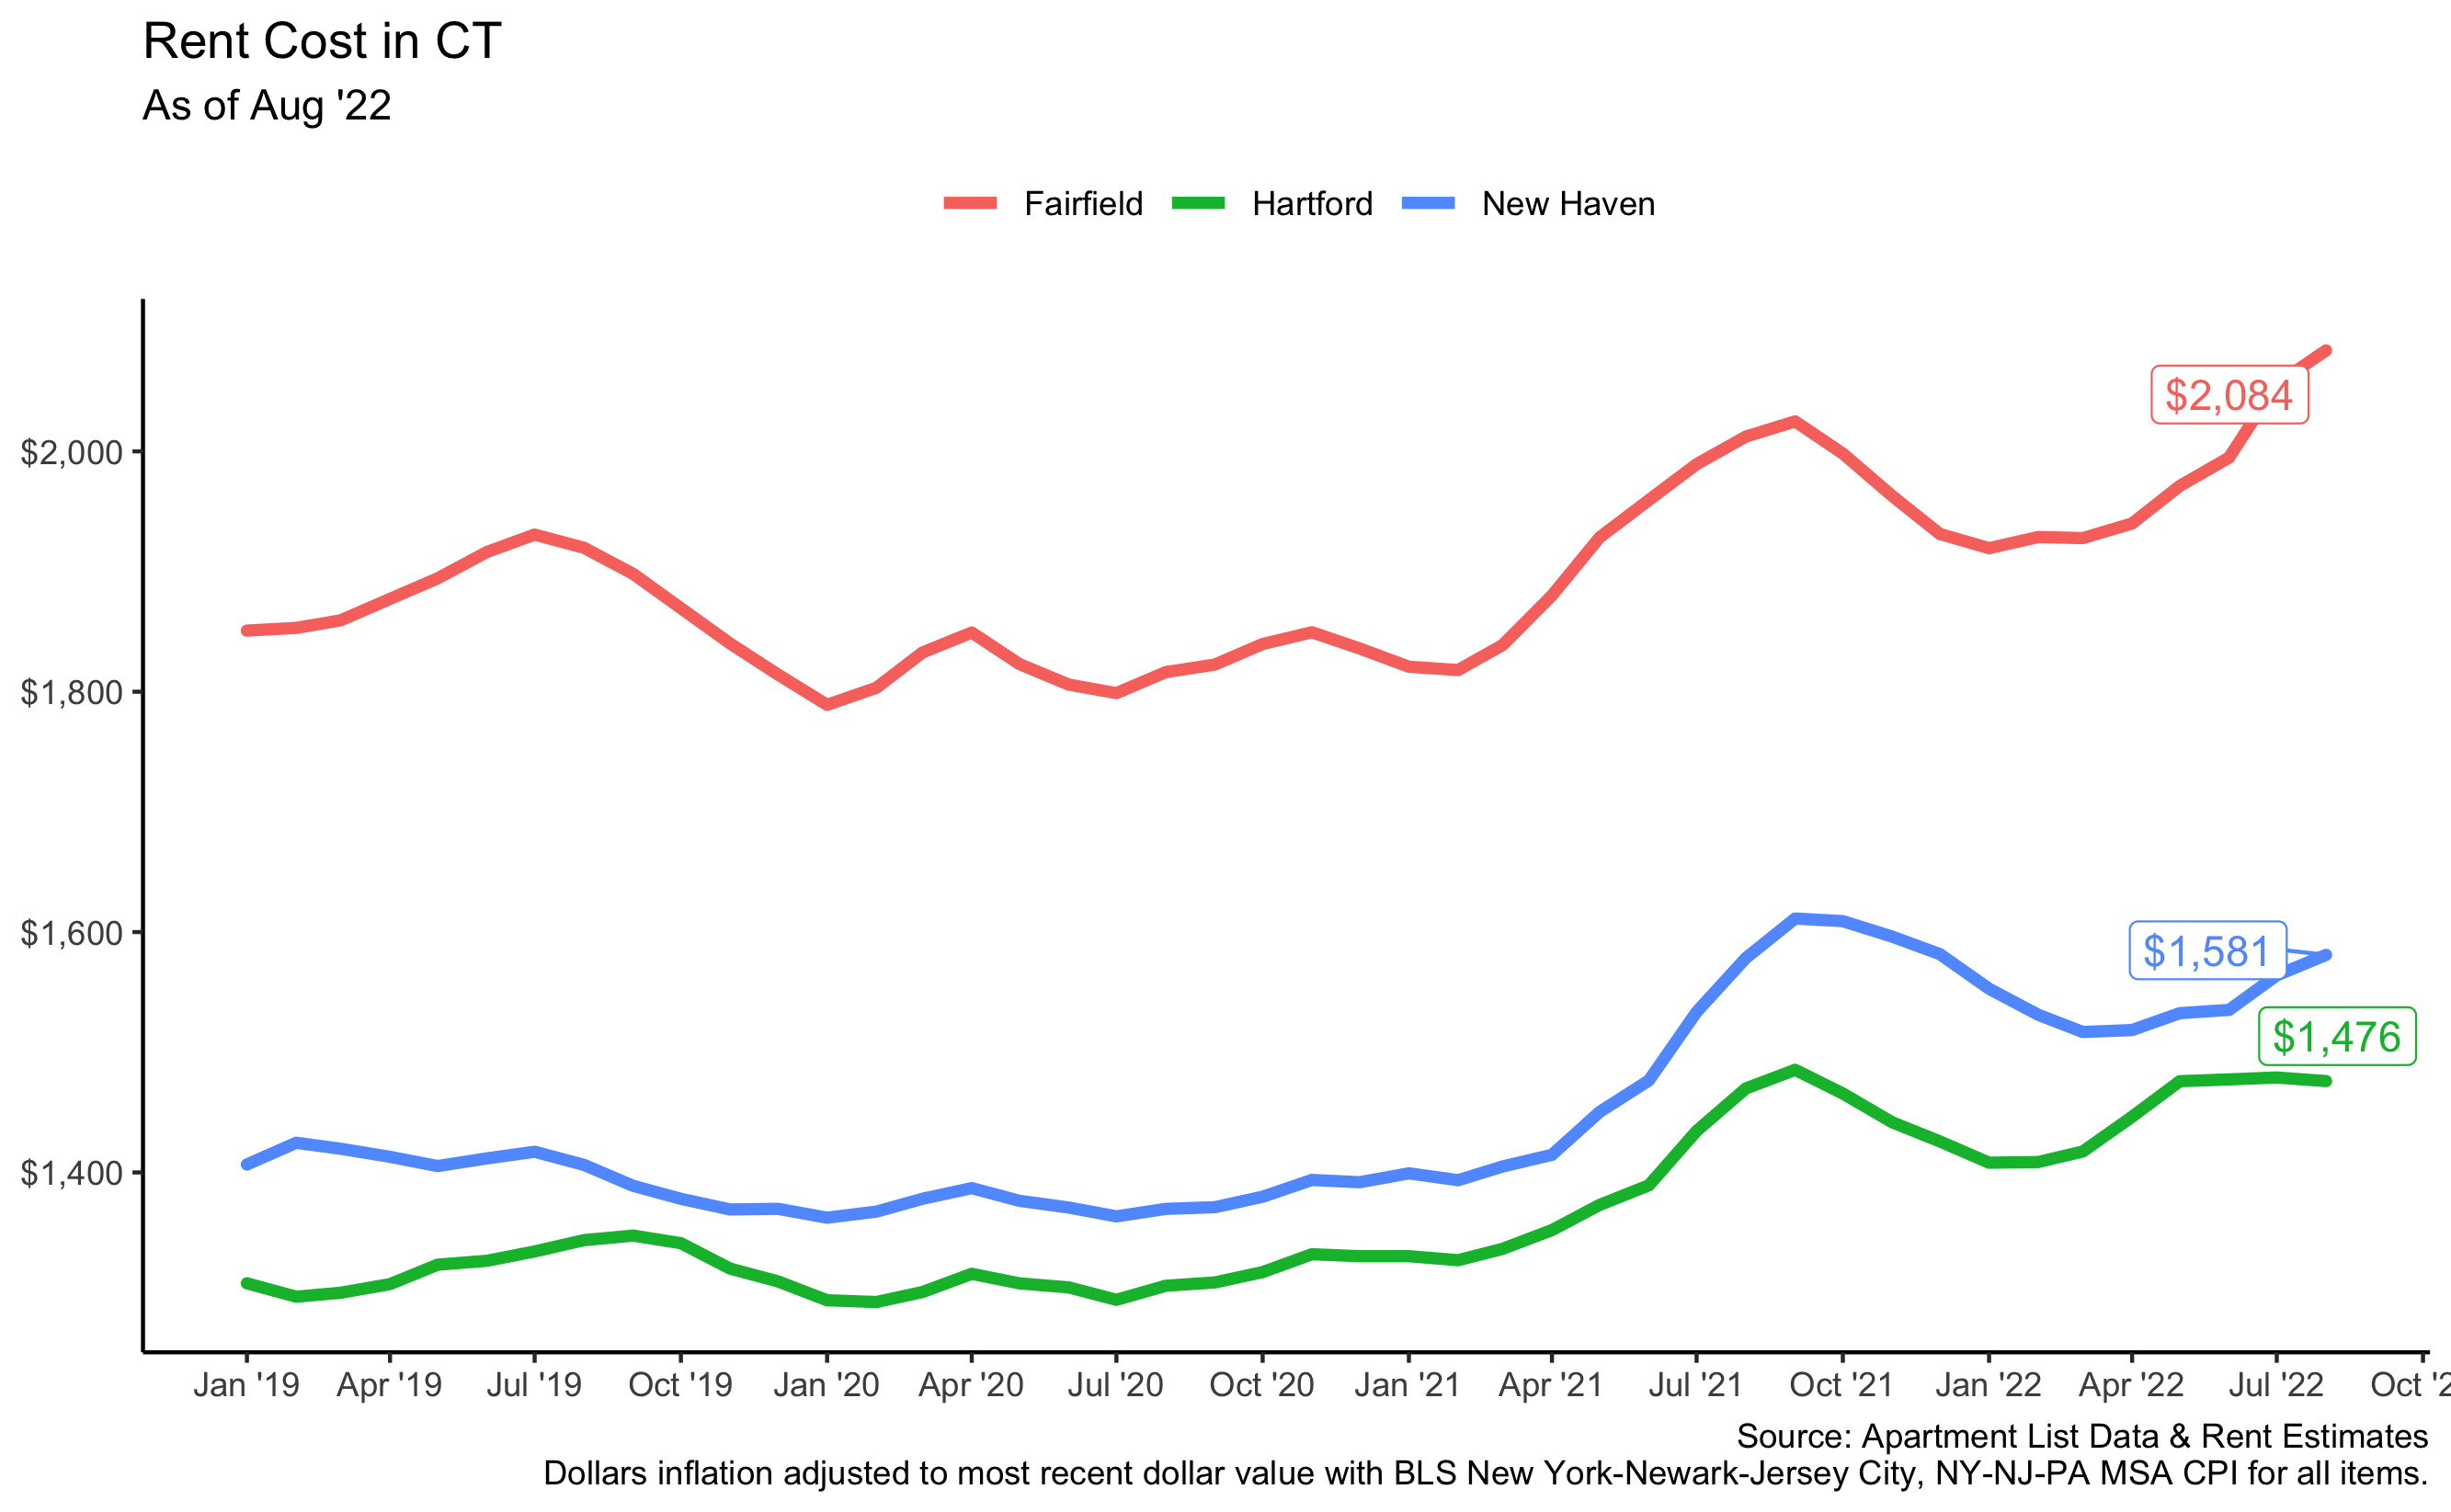 Rent Cost in CT
As of Aug '22
Fairfield Hartford New Haven
$2,084
$2,000
$1,800
$1,600
$1,581
$1,476
$1,400
Jan '19 Apr '19 Jul '19 Oct '19 Jan '20 Apr '20 Jul '20 Oct '20 Jan '21 Apr '21 Jul '21 Oct '21 Jan '22 Apr '22 Jul '22 Oct '2
Source: Apartment List Data & Rent Estimates
Dollars inflation adjusted to most recent dollar value with BLS New York-Newark-Jersey City, NY-NJ-PA MSA CPI for all items.